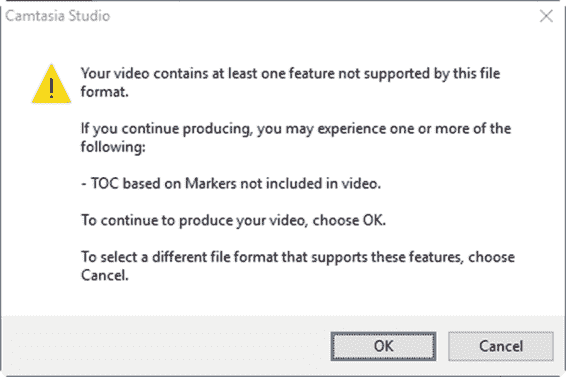 Camtasia Studio
Your video contains at least one feature not supported by this file
format.
If you continue producing, you may experience one or more of the
following:
- TOC based on Markers not included in video.
To continue to produce your video, choose OK.
To select a different file format that supports these features, choose
Cancel.
OK
Cancel